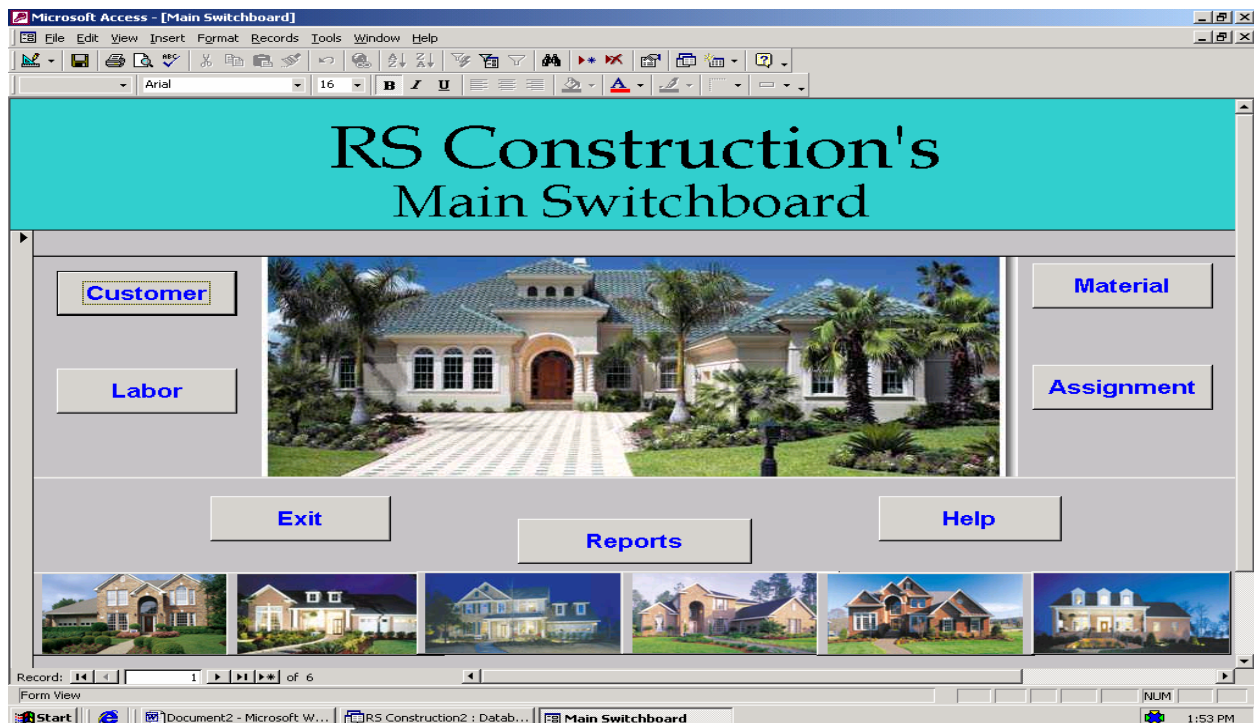 Microsoft Access - [Main Switchboard]
File Edit View Insert Format Records Tools Window Help
Arial 16 B I U A
RS Construction's
Main Switchboard
Customer
Material
Labor
Assignment
Exit
Help
Reports
Record: 1 of 6
Form View NUM
Start Document2 - Microsoft W... RS Construction2 : Datab... Main Switchboard 1:53 PM